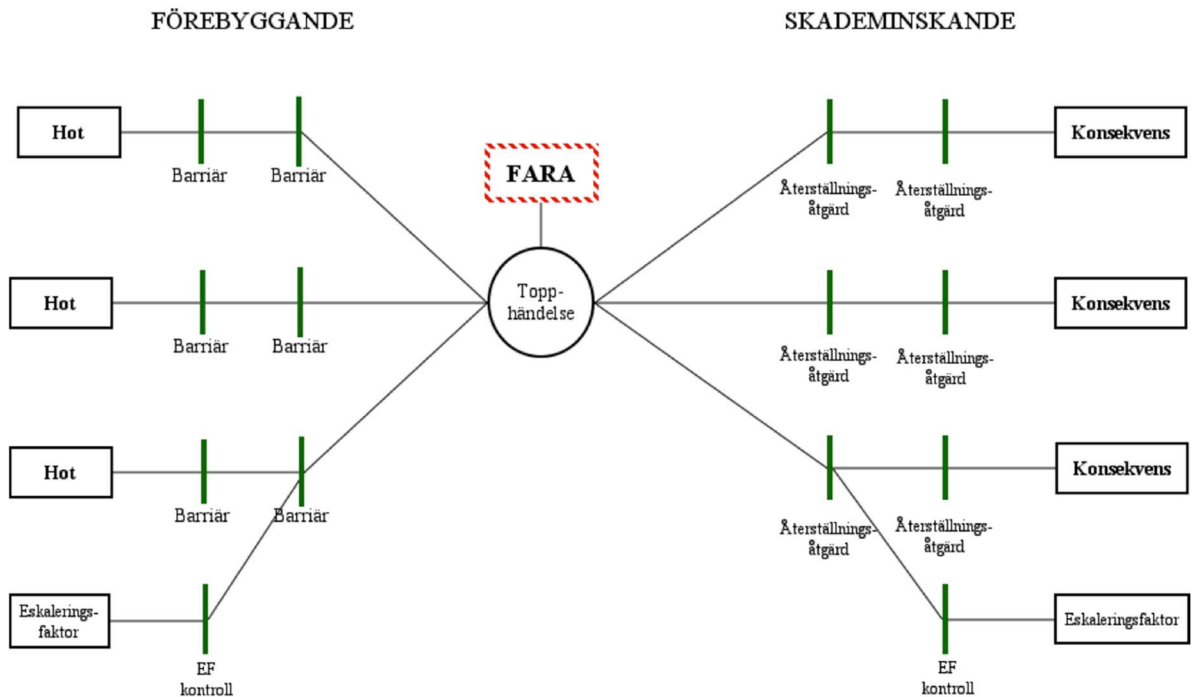 FÖREBYGGANDE
SKADEMINSKANDE
Hot
Barriär
Barriär
FARA
Återställnings-
åtgärd
Återställnings-
åtgärd
Konsekvens
Hot
Barriär
Barriär
Topp-
händelse
Återställnings-
åtgärd
Återställnings-
åtgärd
Konsekvens
Hot
Barriär
Barriär
Återställnings-
åtgärd
Återställnings-
åtgärd
Konsekvens
Eskalerings-
faktor
EF
kontroll
EF
kontroll
Eskaleringsfaktor